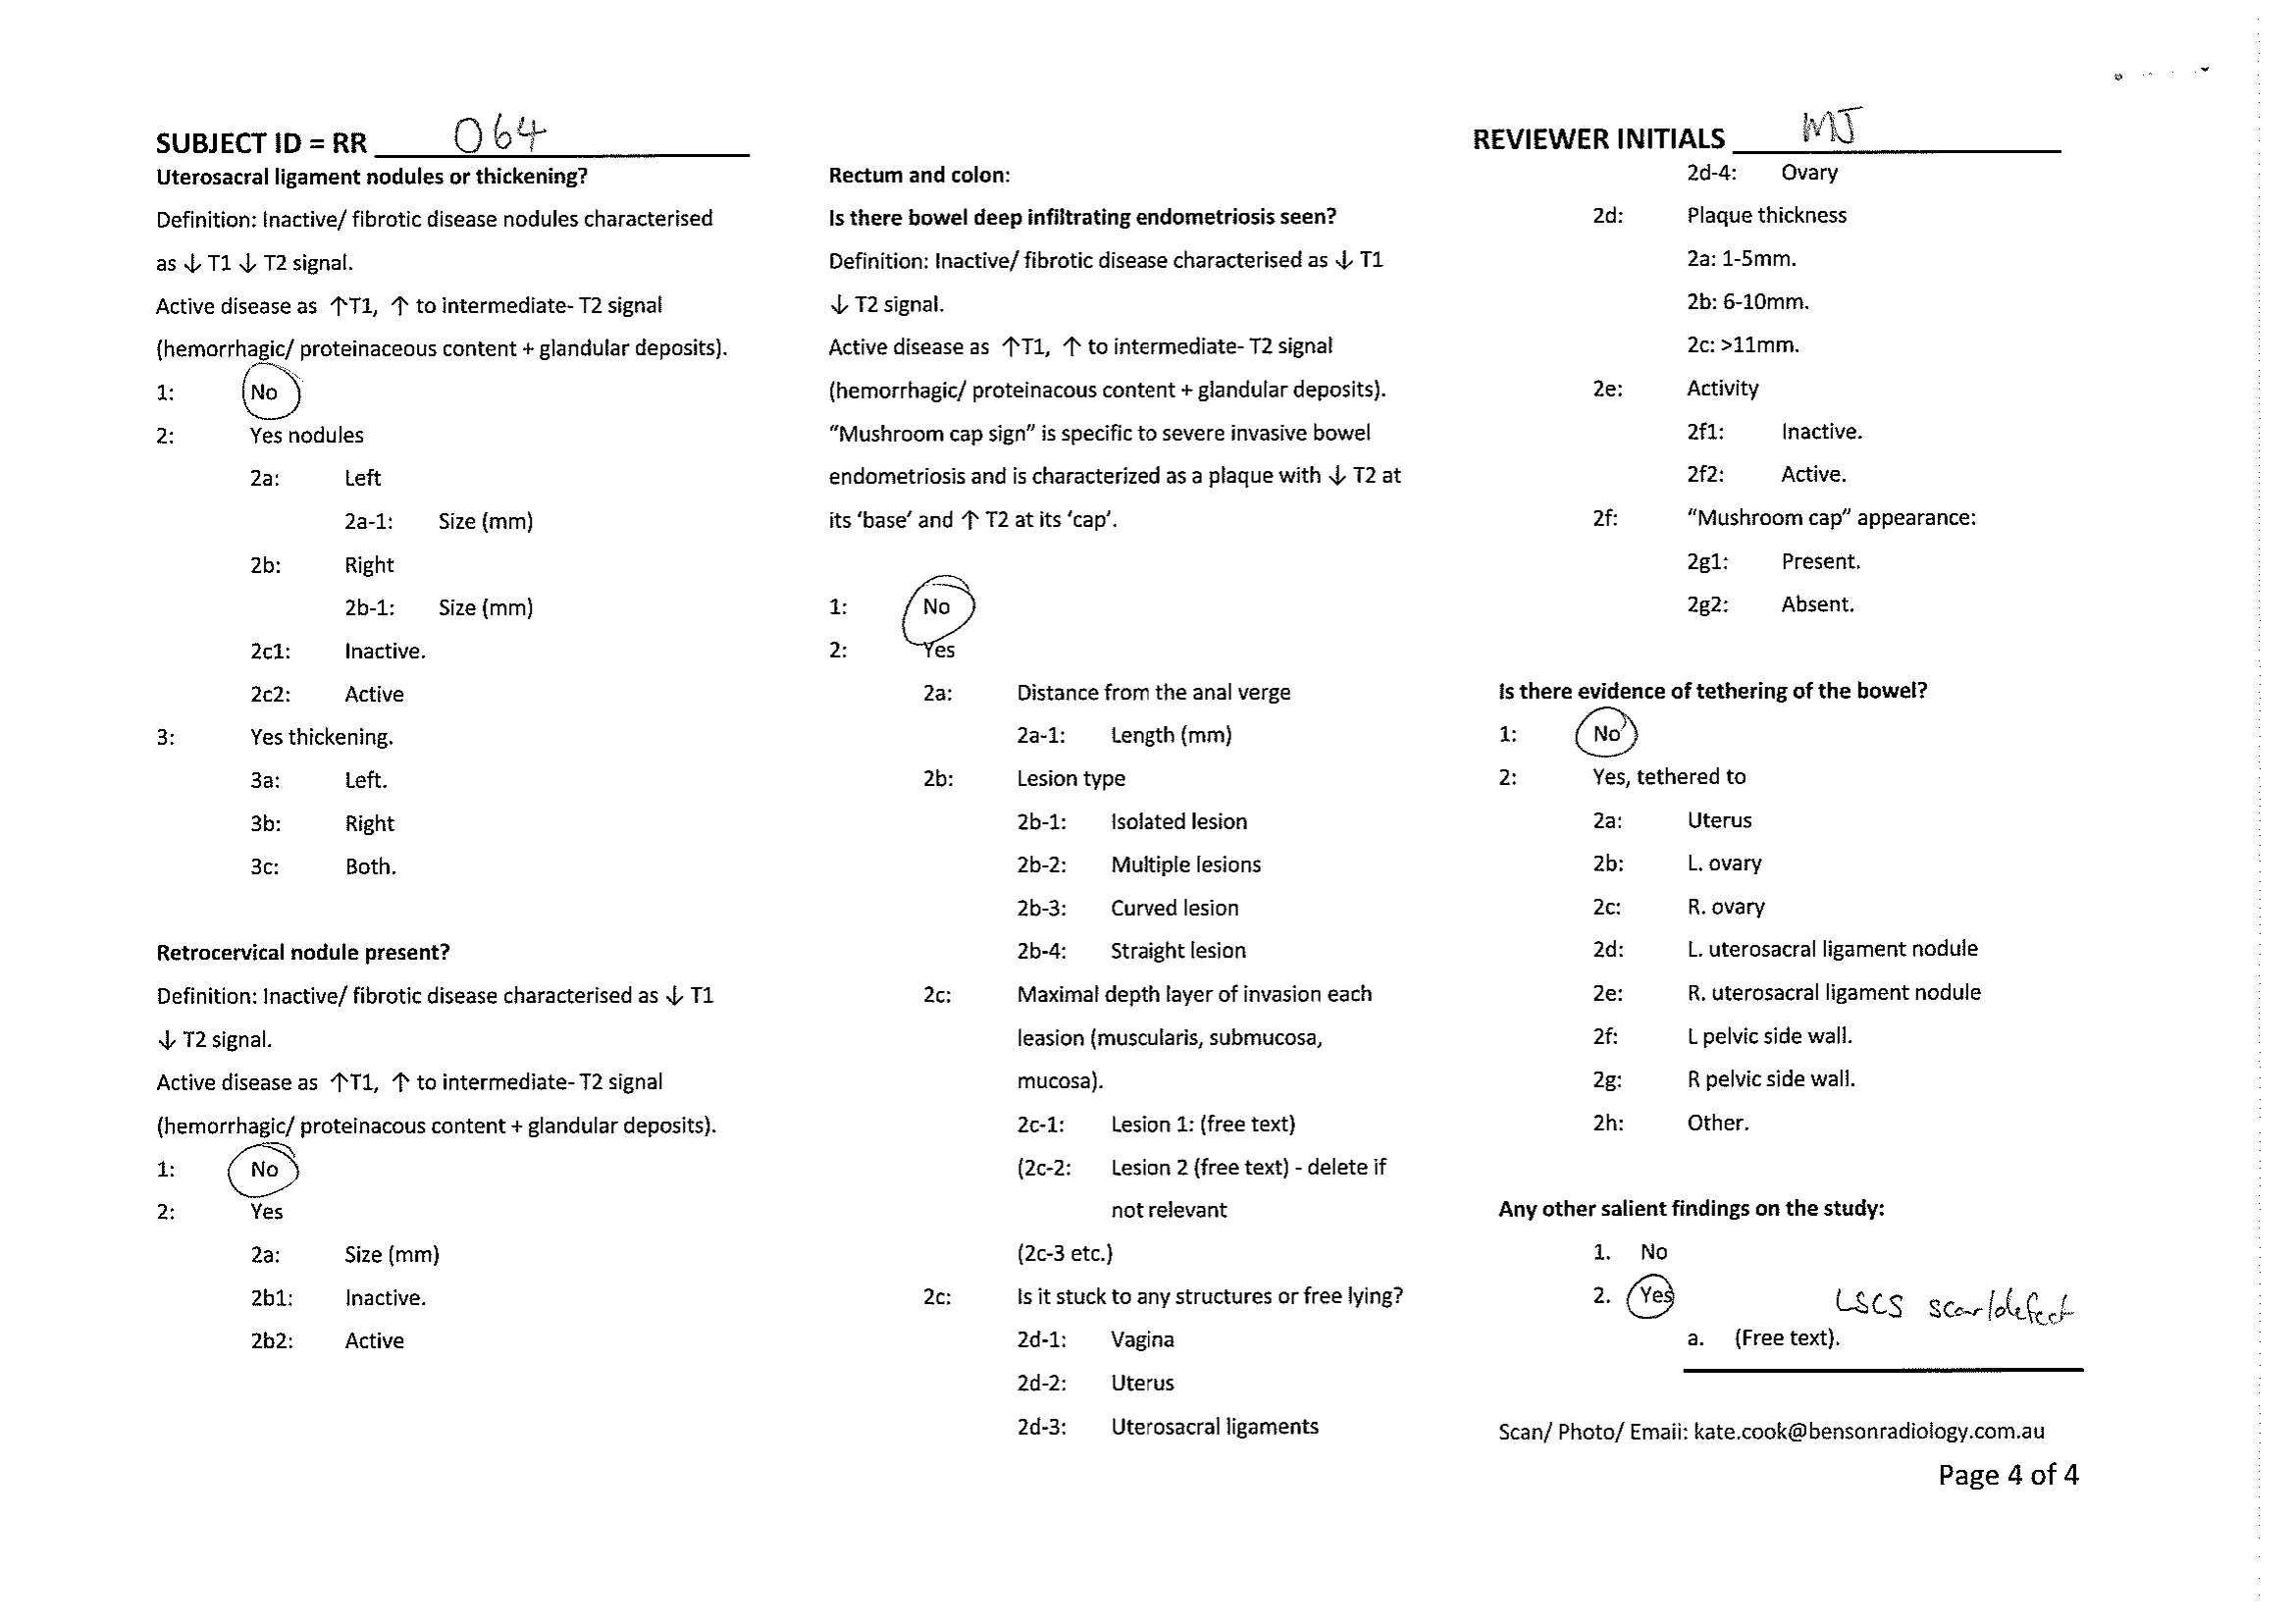 SUBJECT ID = RR 064
Uterosacral ligament nodules or thickening?
Definition: Inactive/ fibrotic disease nodules characterised
as ↓ T1 ↓ T2 signal.
Active disease as ↑T1, ↑ to intermediate- T2 signal
(hemorrhagic/ proteinaceous content + glandular deposits).
1: No
2: Yes nodules
2a: Left
2a-1: Size (mm)
2b: Right
2b-1: Size (mm)
2c1: Inactive.
2c2: Active
3: Yes thickening.
3a: Left.
3b: Right
3c: Both.
Retrocervical nodule present?
Definition: Inactive/ fibrotic disease characterised as ↓ T1
↓ T2 signal.
Active disease as ↑T1, ↑ to intermediate- T2 signal
(hemorrhagic/ proteinacous content + glandular deposits).
1: No
2: Yes
2a: Size (mm)
2b1: Inactive.
2b2: Active
Rectum and colon:
Is there bowel deep infiltrating endometriosis seen?
Definition: Inactive/ fibrotic disease characterised as ↓ T1
↓ T2 signal.
Active disease as ↑T1, ↑ to intermediate- T2 signal
(hemorrhagic/ proteinacous content + glandular deposits).
“Mushroom cap sign” is specific to severe invasive bowel
endometriosis and is characterized as a plaque with ↓ T2 at
its ‘base’ and ↑ T2 at its ‘cap’.
1: No
2: Yes
2a: Distance from the anal verge
2a-1: Length (mm)
2b: Lesion type
2b-1: Isolated lesion
2b-2: Multiple lesions
2b-3: Curved lesion
2b-4: Straight lesion
2c: Maximal depth layer of invasion each
leasion (muscularis, submucosa,
mucosa).
2c-1: Lesion 1: (free text)
(2c-2: Lesion 2 (free text) - delete if
not relevant
(2c-3 etc.)
2c: Is it stuck to any structures or free lying?
2d-1: Vagina
2d-2: Uterus
2d-3: Uterosacral ligaments
REVIEWER INITIALS MJ
2d-4: Ovary
2d: Plaque thickness
2a: 1-5mm.
2b: 6-10mm.
2c: >11mm.
2e: Activity
2f1: Inactive.
2f2: Active.
2f: “Mushroom cap” appearance:
2g1: Present.
2g2: Absent.
Is there evidence of tethering of the bowel?
1: No
2: Yes, tethered to
2a: Uterus
2b: L. ovary
2c: R. ovary
2d: L. uterosacral ligament nodule
2e: R. uterosacral ligament nodule
2f: L pelvic side wall.
2g: R pelvic side wall.
2h: Other.
Any other salient findings on the study:
1. No
2. Yes LSCS scar/defect
a. (Free text).
Scan/ Photo/ Email: kate.cook@bensonradiology.com.au
Page 4 of 4